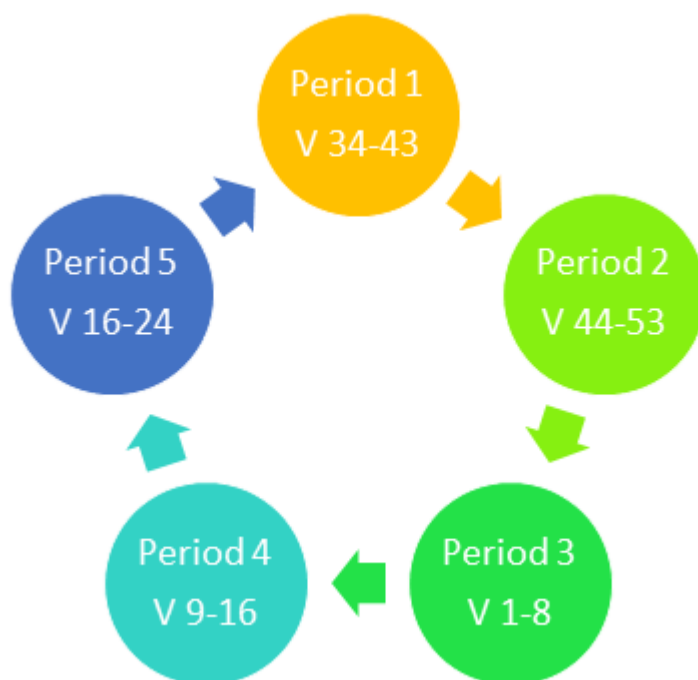 Period 1
V 34-43
Period 2
V 44-53
Period 3
V 1-8
Period 4
V 9-16
Period 5
V 16-24